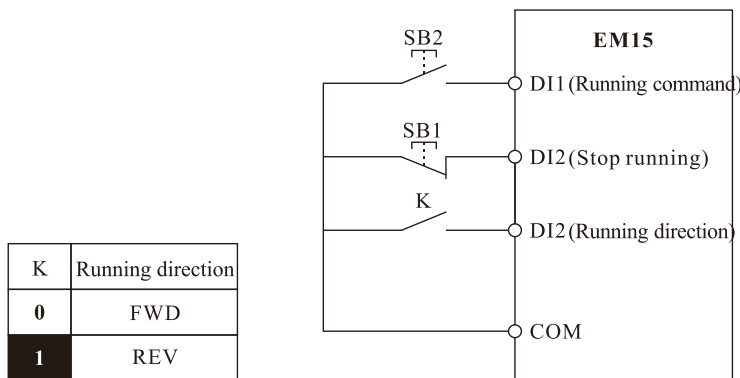 SB2
EM15
DI1(Running command)
SB1
DI2(Stop running)
K
DI2(Running direction)
COM
K Running direction
0 FWD
1 REV